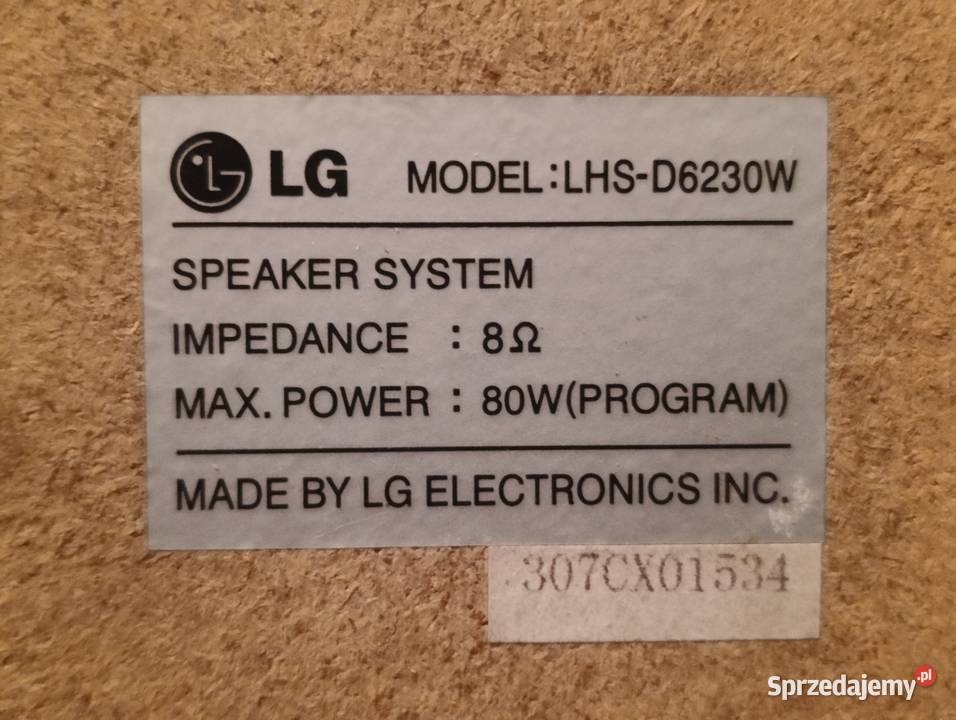 LG MODEL:LHS-D6230W
SPEAKER SYSTEM
IMPEDANCE : 8Ω
MAX. POWER : 80W(PROGRAM)
MADE BY LG ELECTRONICS INC.
307CX01534
Sprzedajemy.pl